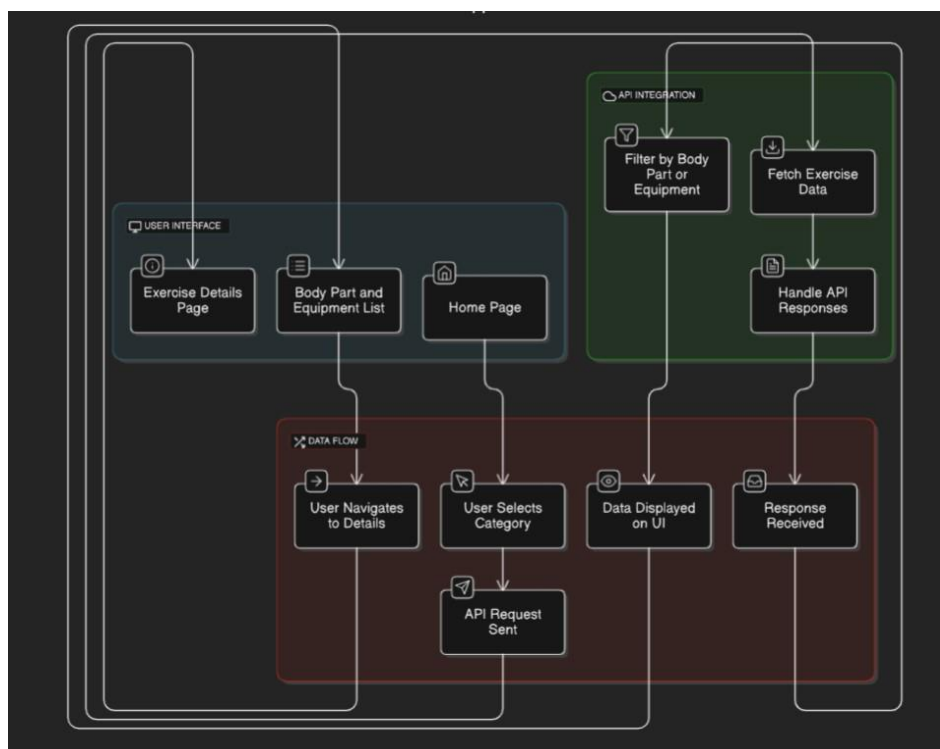 API INTEGRATION
Filter by Body
Part or
Equipment
Fetch Exercise
Data
USER INTERFACE
Exercise Details
Page
Body Part and
Equipment List
Home Page
Handle API
Responses
DATA FLOW
User Navigates
to Details
User Selects
Category
Data Displayed
on UI
Response
Received
API Request
Sent